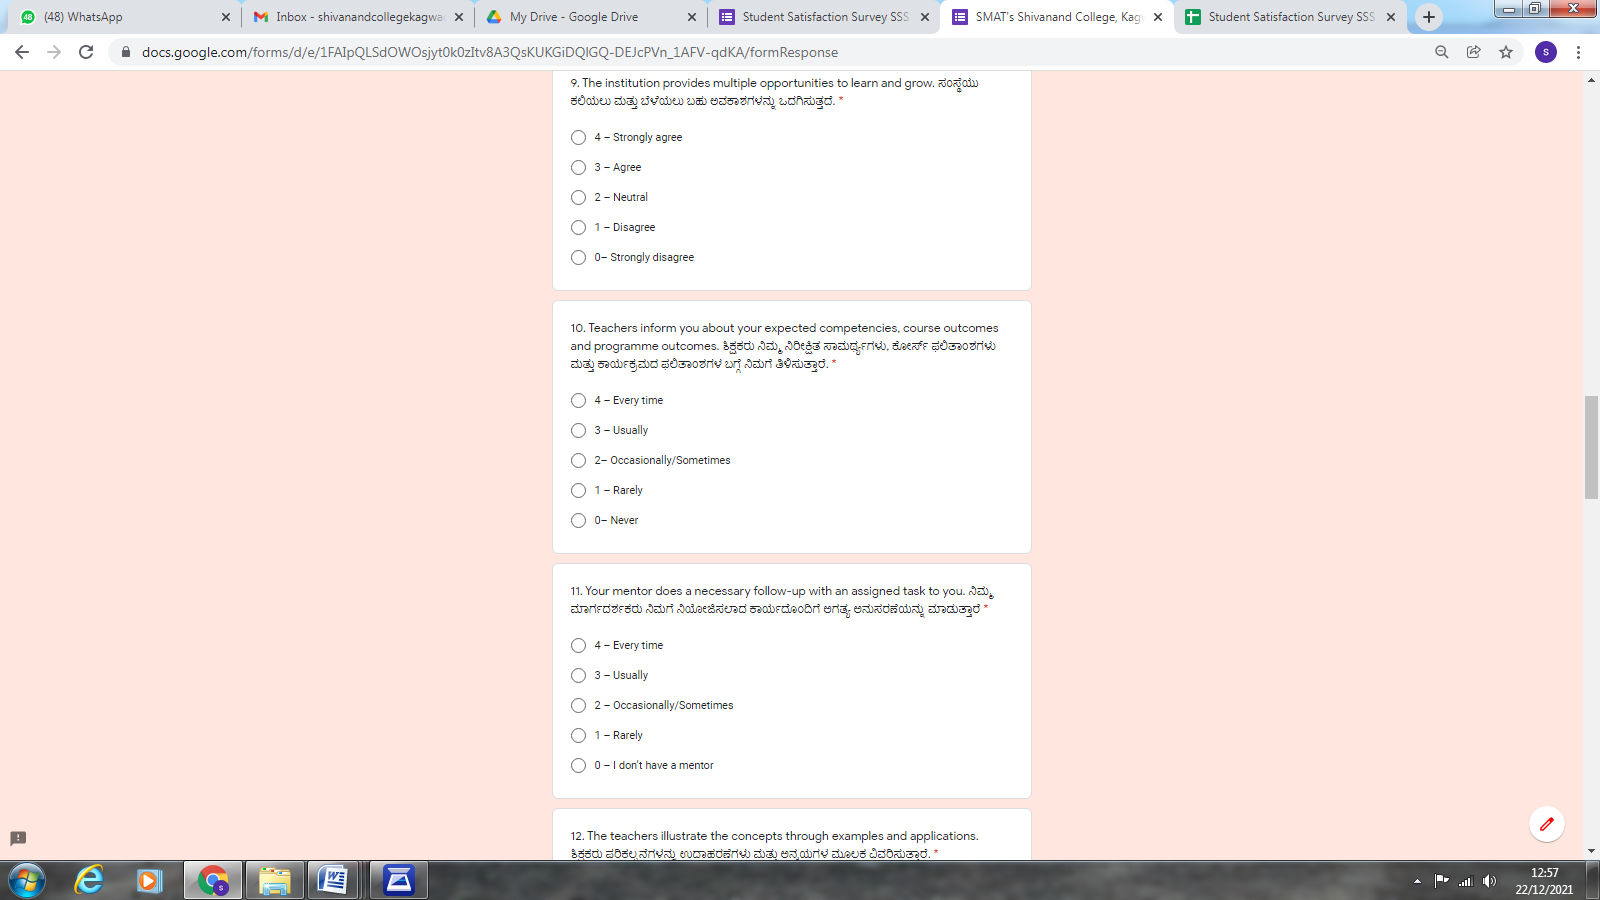 (48) WhatsApp
Inbox - shivanandcollegekagwa
My Drive - Google Drive
Student Satisfaction Survey SSS
SMAT's Shivanand College, Kag
Student Satisfaction Survey SSS
docs.google.com/forms/d/e/1FAIpQLSdOWOsjyt0k0zItv8A3QsKUKGiDQIGQ-DEJcPVn_1AFV-qdKA/formResponse
9. The institution provides multiple opportunities to learn and grow. ಸಂಸ್ಥೆಯು
ಕಲಿಯಲು ಮತ್ತು ಬೆಳೆಯಲು ಬಹು ಅವಕಾಶಗಳನ್ನು ಒದಗಿಸುತ್ತದೆ. *
4 – Strongly agree
3 – Agree
2 – Neutral
1 – Disagree
0– Strongly disagree
10. Teachers inform you about your expected competencies, course outcomes
and programme outcomes. ಶಿಕ್ಷಕರು ನಿಮ್ಮ ನಿರೀಕ್ಷಿತ ಸಾಮರ್ಥ್ಯಗಳು, ಕೋರ್ಸ್ ಫಲಿತಾಂಶಗಳು
ಮತ್ತು ಕಾರ್ಯಕ್ರಮದ ಫಲಿತಾಂಶಗಳ ಬಗ್ಗೆ ನಿಮಗೆ ತಿಳಿಸುತ್ತಾರೆ. *
4 – Every time
3 – Usually
2– Occasionally/Sometimes
1 – Rarely
0– Never
11. Your mentor does a necessary follow-up with an assigned task to you. ನಿಮ್ಮ
ಮಾರ್ಗದರ್ಶಕರು ನಿಮಗೆ ನಿಯೋಜಿಸಲಾದ ಕಾರ್ಯದೊಂದಿಗೆ ಅಗತ್ಯ ಅನುಸರಣೆಯನ್ನು ಮಾಡುತ್ತಾರೆ *
4 – Every time
3 – Usually
2 – Occasionally/Sometimes
1 – Rarely
0 – I don't have a mentor
12. The teachers illustrate the concepts through examples and applications.
ಶಿಕ್ಷಕರು ಪರಿಕಲ್ಪನೆಗಳನ್ನು ಉದಾಹರಣೆಗಳು ಮತ್ತು ಅನ್ವಯಗಳ ಮೂಲಕ ವಿವರಿಸುತ್ತಾರೆ. *
12:57
22/12/2021